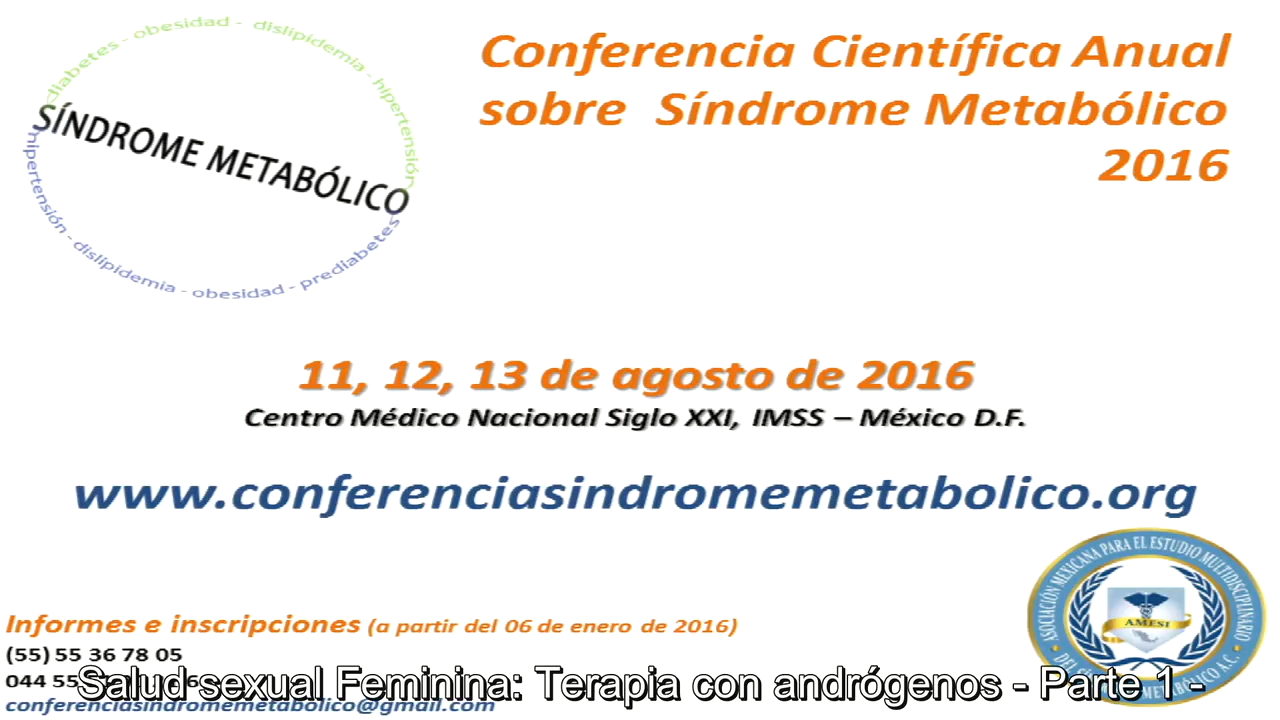 diabetes - obesidad - dislipidemia - hipertensión
SÍNDROME METABÓLICO
hipertensión - dislipidemia - obesidad - prediabetes
Conferencia Científica Anual
sobre Síndrome Metabólico
2016
11, 12, 13 de agosto de 2016
Centro Médico Nacional Siglo XXI, IMSS – México D.F.
www.conferenciasindromemetabolico.org
ASOCIACIÓN MEXICANA PARA EL ESTUDIO MULTIDISCIPLINARIO
AMESI
DEL SÍNDROME METABÓLICO A.C.
Informes e inscripciones (a partir del 06 de enero de 2016)
(55) 55 36 78 05
044 55
Salud sexual Feminina: Terapia con andrógenos - Parte 1 -
conferenciasindromemetabolico@gmail.com